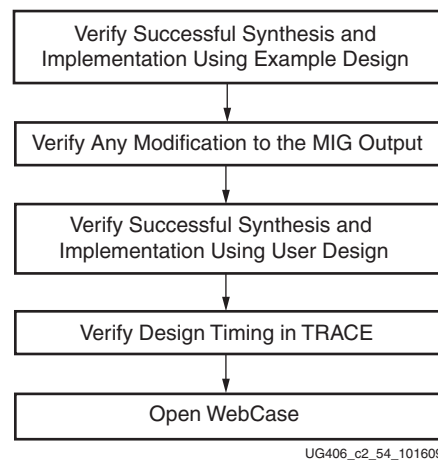 Verify Successful Synthesis and
Implementation Using Example Design
Verify Any Modification to the MIG Output
Verify Successful Synthesis and
Implementation Using User Design
Verify Design Timing in TRACE
Open WebCase
UG406_c2_54_101609